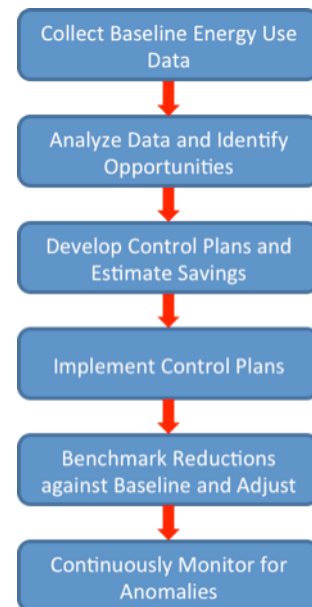 Collect Baseline Energy Use
Data
Analyze Data and Identify
Opportunities
Develop Control Plans and
Estimate Savings
Implement Control Plans
Benchmark Reductions
against Baseline and Adjust
Continuously Monitor for
Anomalies